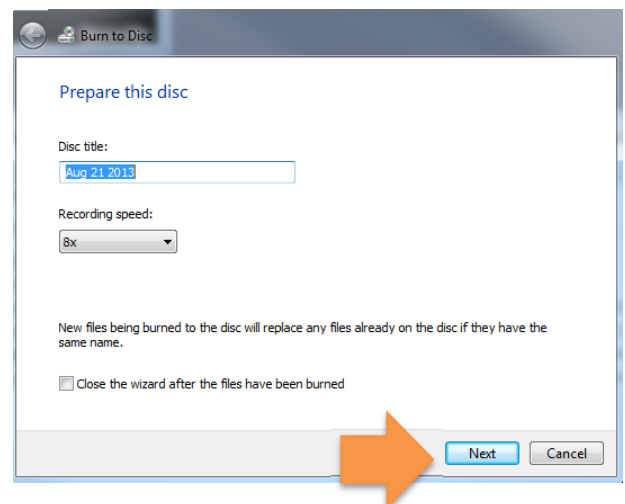 Burn to Disc
Prepare this disc
Disc title:
Aug 21 2013
Recording speed:
8x
New files being burned to the disc will replace any files already on the disc if they have the
same name.
Close the wizard after the files have been burned
Next Cancel